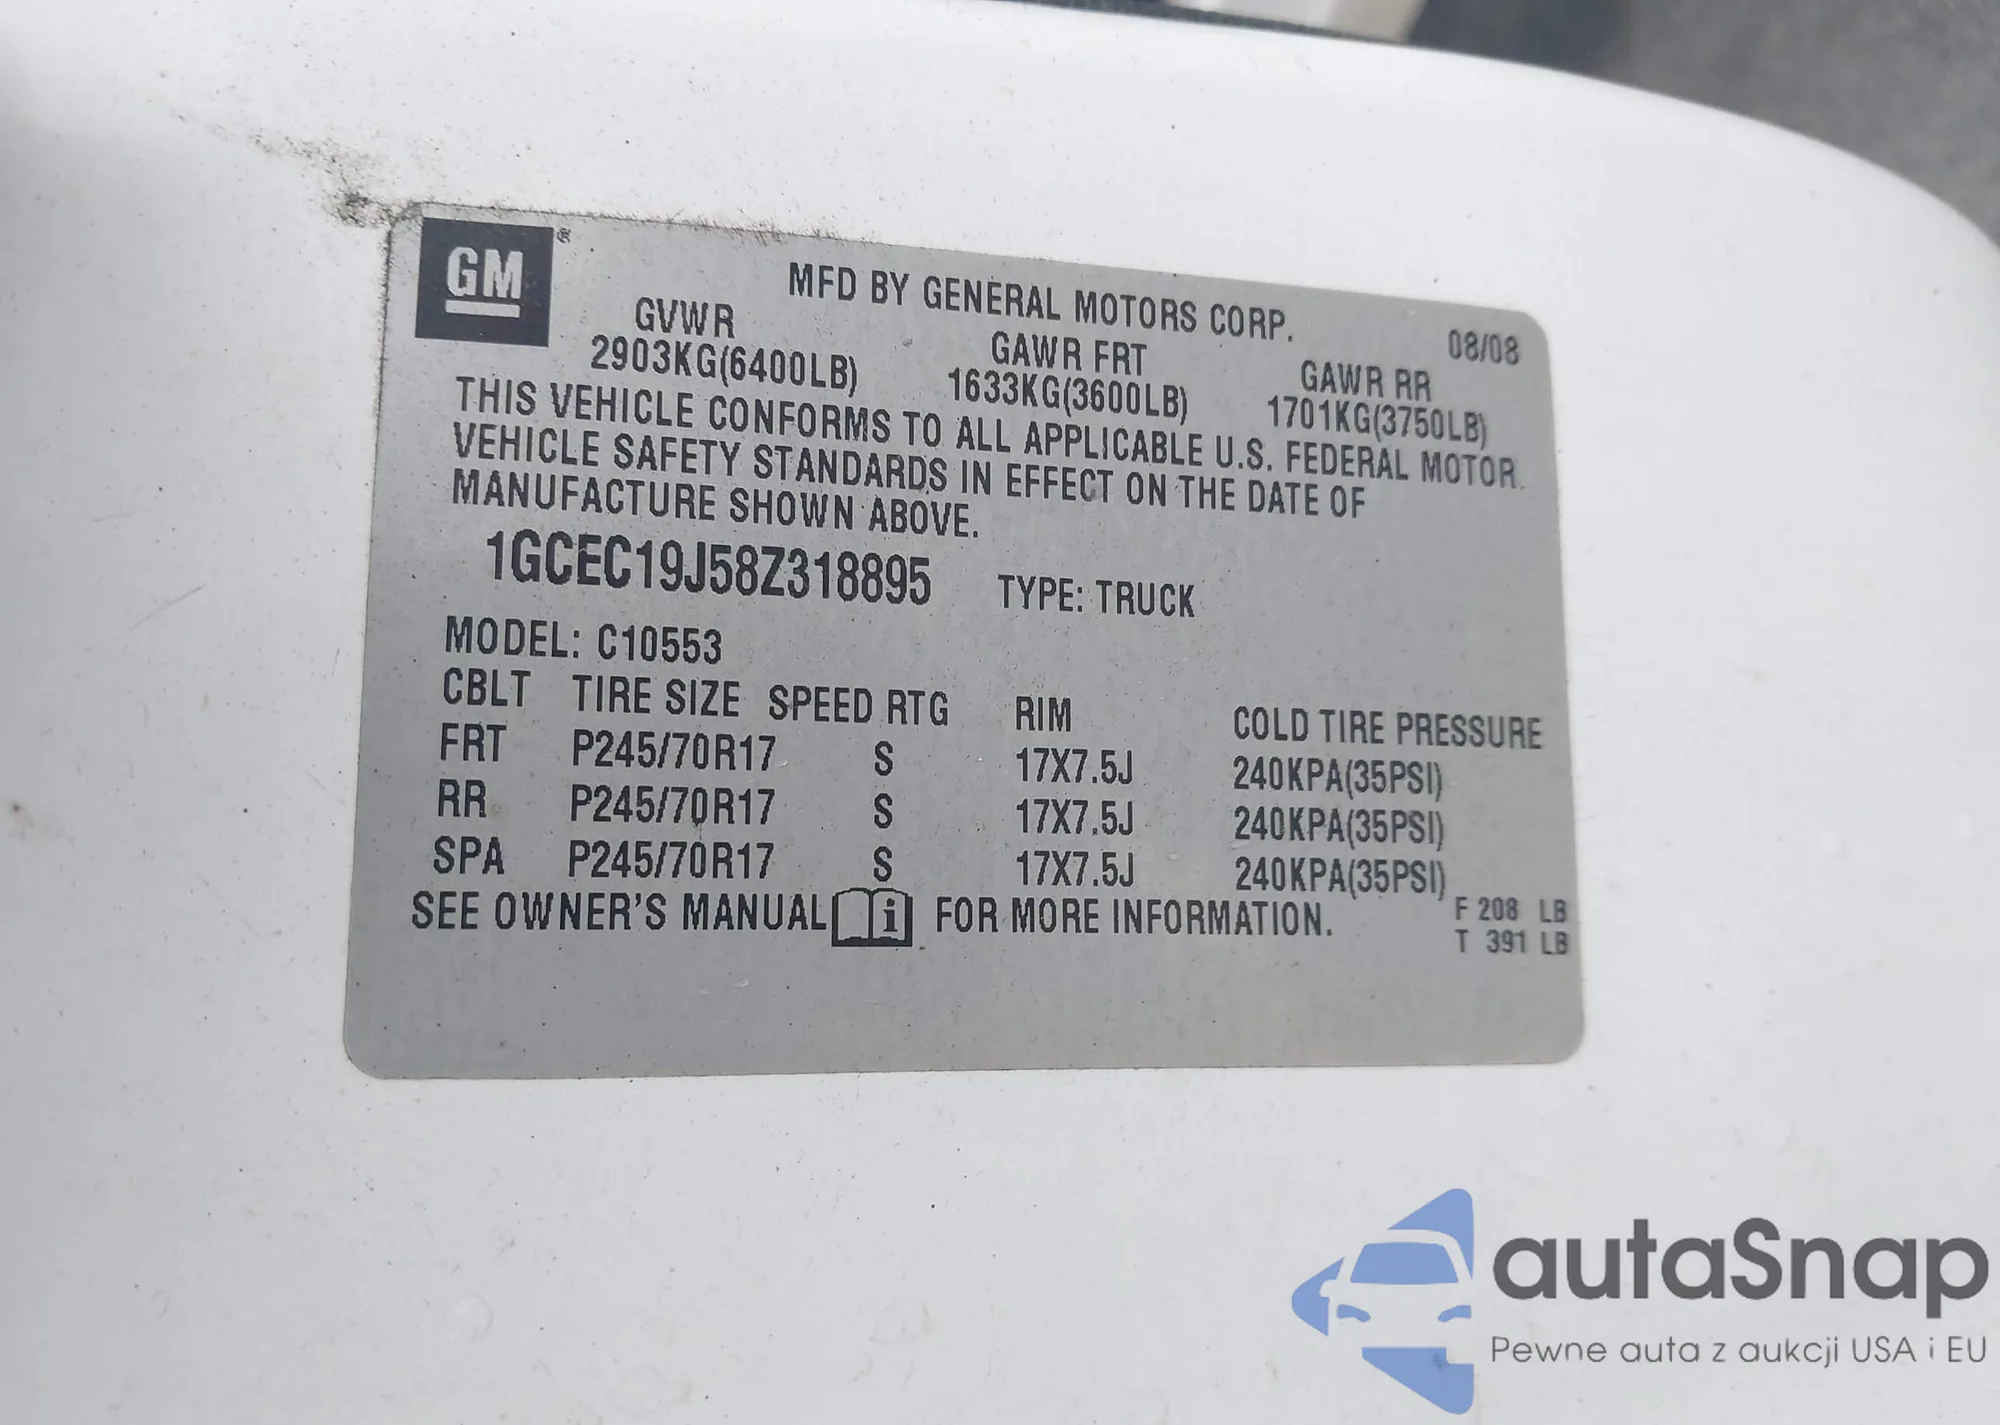 GM ®
MFD BY GENERAL MOTORS CORP. 08/08
GVWR GAWR FRT GAWR RR
2903KG(6400LB) 1633KG(3600LB) 1701KG(3750LB)
THIS VEHICLE CONFORMS TO ALL APPLICABLE U.S. FEDERAL MOTOR
VEHICLE SAFETY STANDARDS IN EFFECT ON THE DATE OF
MANUFACTURE SHOWN ABOVE.
1GCEC19J58Z318895 TYPE: TRUCK
MODEL: C10553
CBLT TIRE SIZE SPEED RTG RIM COLD TIRE PRESSURE
FRT P245/70R17 S 17X7.5J 240KPA(35PSI)
RR P245/70R17 S 17X7.5J 240KPA(35PSI)
SPA P245/70R17 S 17X7.5J 240KPA(35PSI)
SEE OWNER'S MANUAL i FOR MORE INFORMATION.
F 208 LB
T 391 LB
autaSnap
Pewne auta z aukcji USA i EU